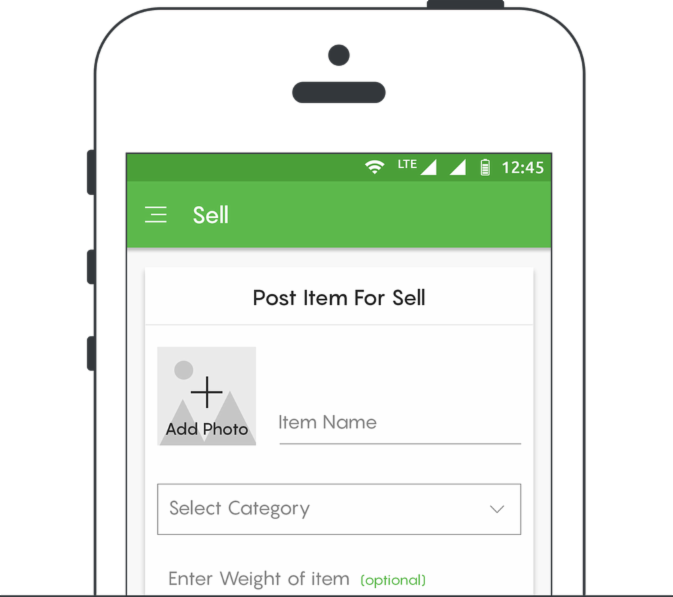 LTE 12:45
Sell
Post Item For Sell
Add Photo
Item Name
Select Category
Enter Weight of item (optional)